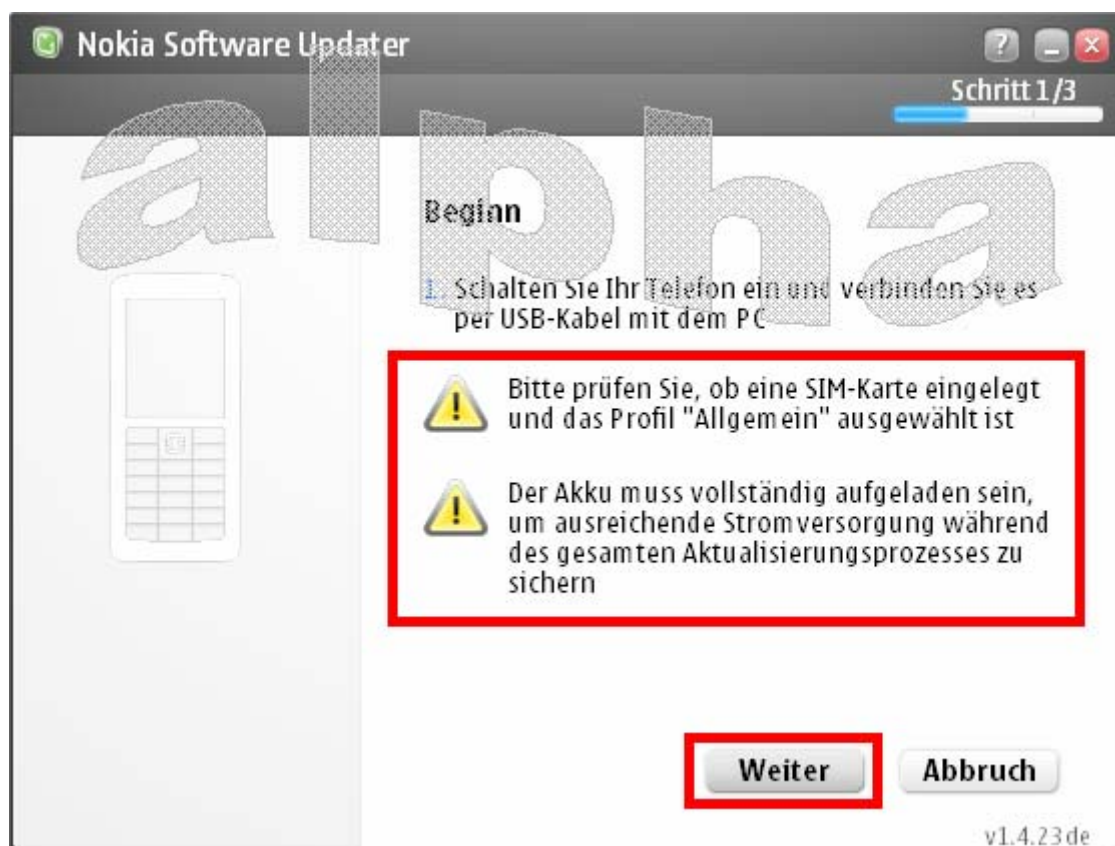 Nokia Software Updater
Schritt 1/3
alpha
Beginn
1. Schalten Sie Ihr Telefon ein und verbinden Sie es
per USB-Kabel mit dem PC
Bitte prüfen Sie, ob eine SIM-Karte eingelegt
und das Profil "Allgemein" ausgewählt ist
Der Akku muss vollständig aufgeladen sein,
um ausreichende Stromversorgung während
des gesamten Aktualisierungsprozesses zu
sichern
Weiter Abbruch
v1.4.23de